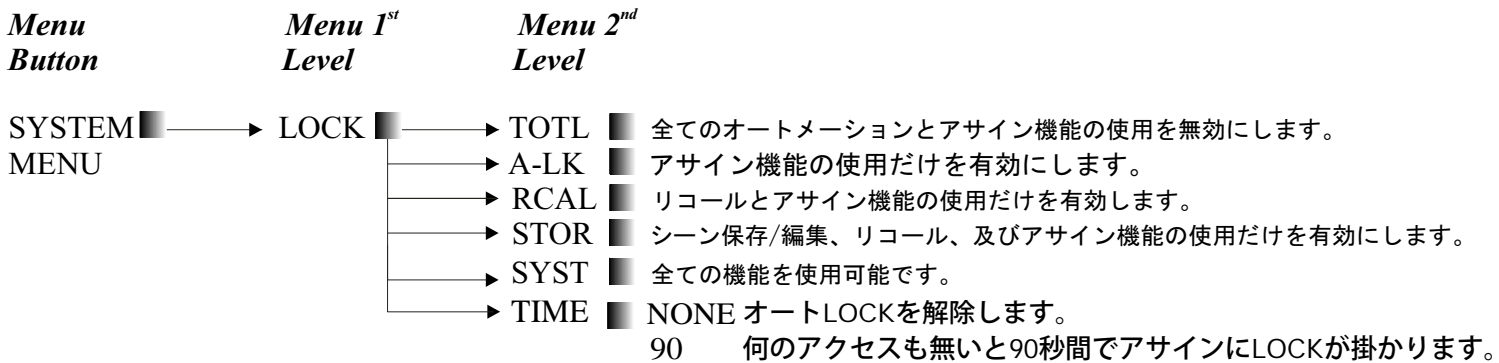 Menu Button Menu 1st Level Menu 2nd Level
SYSTEM MENU LOCK TOTL 全てのオートメーションとアサイン機能の使用を無効にします。
A-LK アサイン機能の使用だけを有効にします。
RCAL リコールとアサイン機能の使用だけを有効します。
STOR シーン保存/編集、リコール、及びアサイン機能の使用だけを有効にします。
SYST 全ての機能を使用可能です。
TIME NONE オートLOCKを解除します。
90 何のアクセスも無いと90秒間でアサインにLOCKが掛かります。